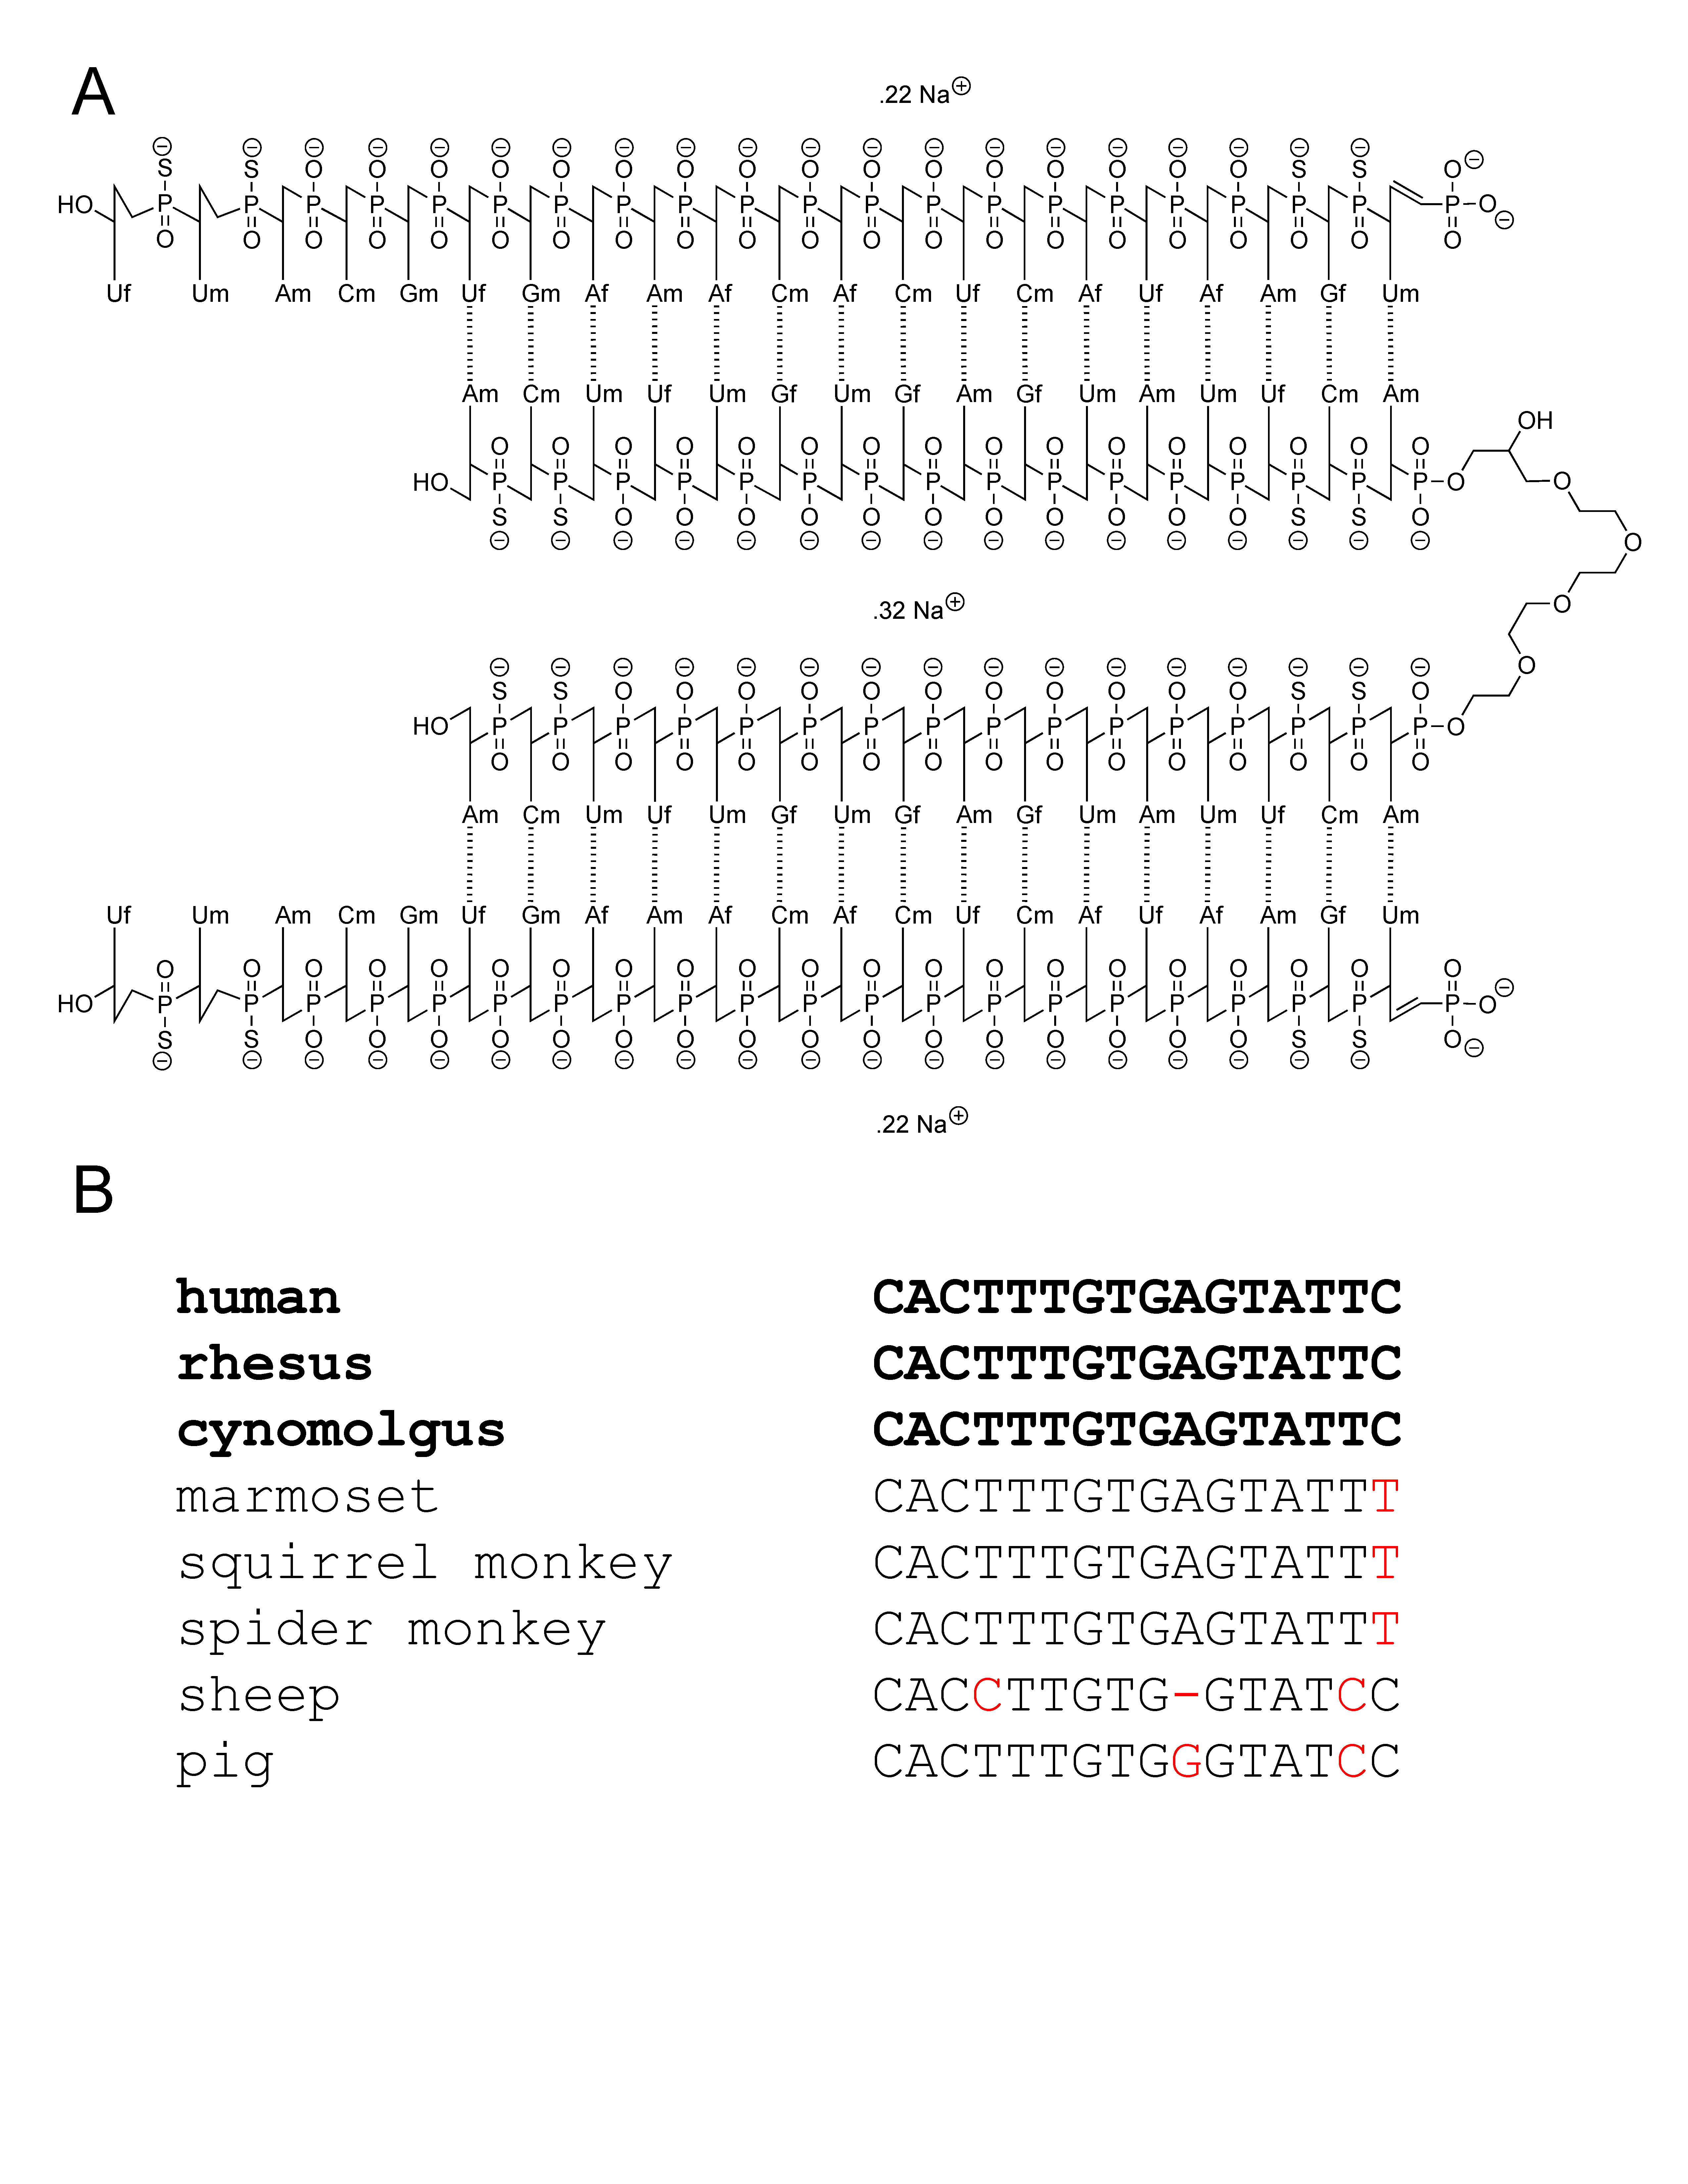 A
.22 Na⊕
⊖ ⊖ ⊖ ⊖ ⊖ ⊖ ⊖ ⊖ ⊖ ⊖ ⊖ ⊖ ⊖ ⊖ ⊖ ⊖ ⊖ ⊖ ⊖ ⊖
S S O O O O O O O O O O O O O O O O S S O ⊖
HO P P P P P P P P P P P P P P P P P P P P P O ⊖
O O O O O O O O O O O O O O O O O O O O O
Uf Um Am Cm Gm Uf Gm Af Am Af Cm Af Cm Uf Cm Af Uf Af Am Gf Um
Am Cm Um Uf Um Gf Um Gf Am Gf Um Am Um Uf Cm Am
OH
O O O O O O O O O O O O O O O O
HO P P P P P P P P P P P P P P P P O O
S S O O O O O O O O O O O S S O
⊖ ⊖ ⊖ ⊖ ⊖ ⊖ ⊖ ⊖ ⊖ ⊖ ⊖ ⊖ ⊖ ⊖ ⊖ ⊖ O
.32 Na⊕ O
⊖ ⊖ ⊖ ⊖ ⊖ ⊖ ⊖ ⊖ ⊖ ⊖ ⊖ ⊖ ⊖ ⊖ ⊖ ⊖ O
S S O O O O O O O O O O O S S O
HO P P P P P P P P P P P P P P P P O
O O O O O O O O O O O O O O O O
Am Cm Um Uf Um Gf Um Gf Am Gf Um Am Um Uf Cm Am
Uf Um Am Cm Gm Uf Gm Af Am Af Cm Af Cm Uf Cm Af Uf Af Am Gf Um
O O O O O O O O O O O O O O O O O O O O O
HO P P P P P P P P P P P P P P P P P P P P P O ⊖
S S O O O O O O O O O O O O O O O O S S O ⊖
⊖ ⊖ ⊖ ⊖ ⊖ ⊖ ⊖ ⊖ ⊖ ⊖ ⊖ ⊖ ⊖ ⊖ ⊖ ⊖ ⊖ ⊖ ⊖ ⊖
.22 Na⊕
B
human CACTTTGTGAGTATTC
rhesus CACTTTGTGAGTATTC
cynomolgus CACTTTGTGAGTATTC
marmoset CACTTTGTGAGTATTT
squirrel monkey CACTTTGTGAGTATTT
spider monkey CACTTTGTGAGTATTT
sheep CACCTTGTG-GTATCC
pig CACTTTGTGGGTATCC